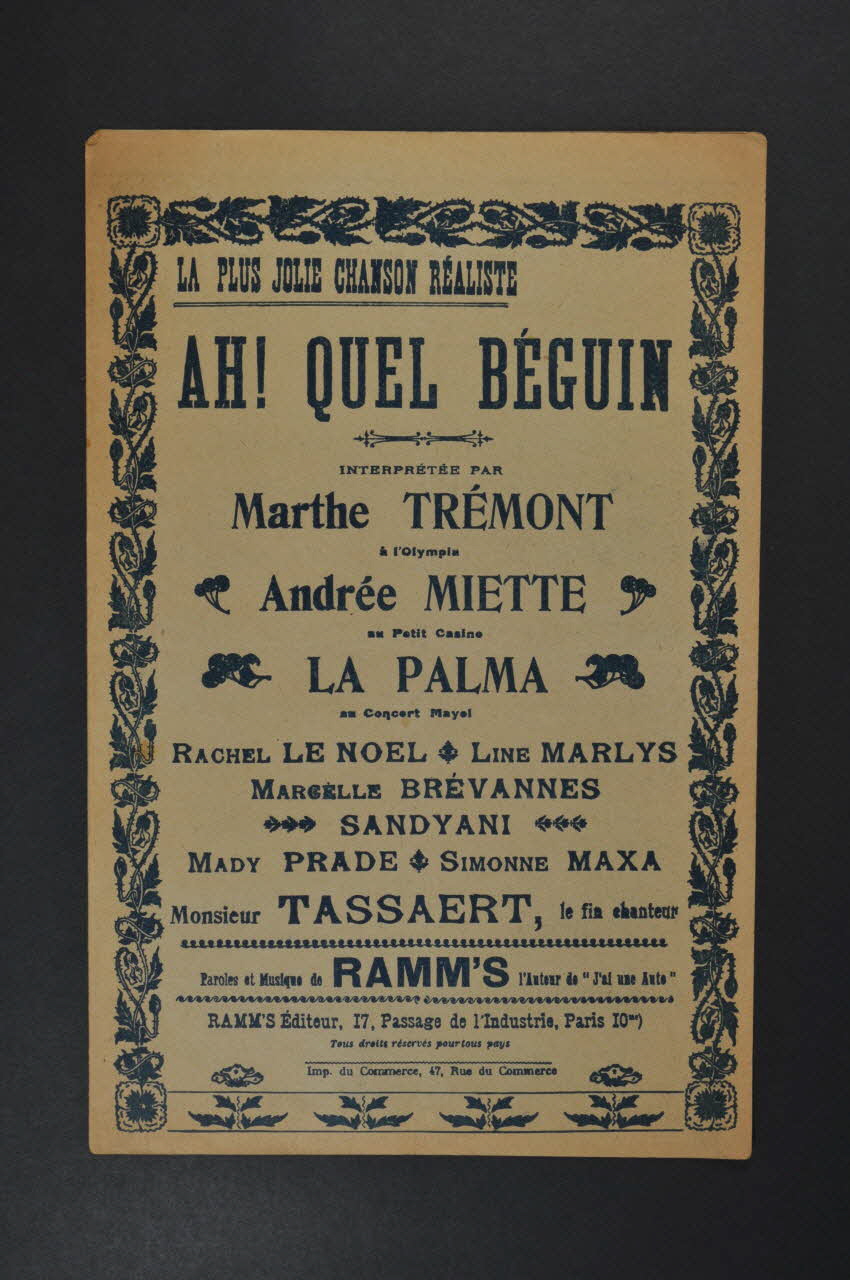 LA PLUS JOLIE CHANSON RÉALISTE
AH! QUEL BÉGUIN
INTERPRÉTÉE PAR
Marthe TRÉMONT
à l'Olympia
Andrée MIETTE
au Petit Casino
LA PALMA
au Concert Mayol
RACHEL LE NOEL LINE MARLYS
MARCÈLLE BRÉVANNES
SANDYANI
MADY PRADE SIMONNE MAXA
Monsieur TASSAERT, le fin chanteur
Paroles et Musique de RAMM'S l'Auteur de "J'ai une Auto"
RAMM'S Éditeur, 17, Passage de l'Industrie, Paris 10me)
Tous droits réservés pour tous pays
Imp. du Commerce, 47, Rue du Commerce